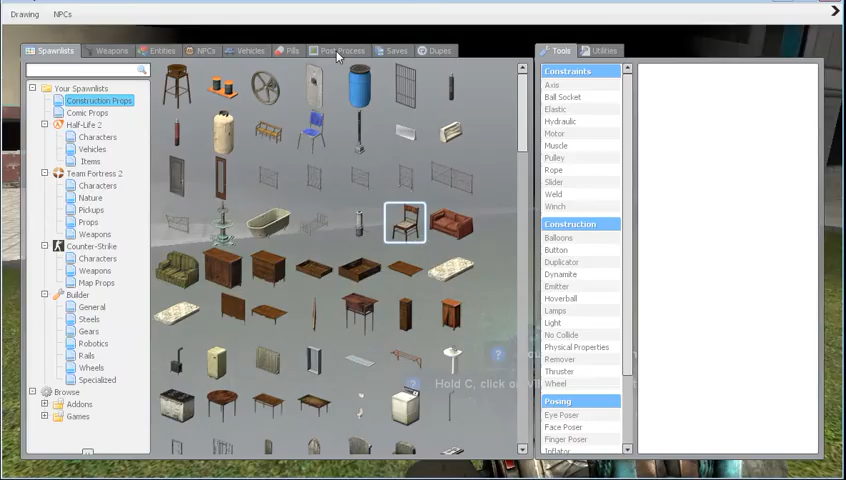 Drawing NPCs
Spawnlists Weapons Entities NPCs Vehicles Pills Post Process Saves Dupes
Tools Utilities
Your Spawnlists
Construction Props
Comic Props
Half-Life 2
Characters
Vehicles
Items
Team Fortress 2
Characters
Nature
Pickups
Props
Weapons
Counter-Strike
Characters
Weapons
Map Props
Builder
General
Steels
Gears
Robotics
Rails
Wheels
Specialized
Browse
Addons
Games
Hold C, click on
Constraints
Axis
Ball Socket
Elastic
Hydraulic
Motor
Muscle
Pulley
Rope
Slider
Weld
Winch
Construction
Balloons
Button
Duplicator
Dynamite
Emitter
Hoverball
Lamps
Light
No Collide
Physical Properties
Remover
Thruster
Wheel
Posing
Eye Poser
Face Poser
Finger Poser
Inflator